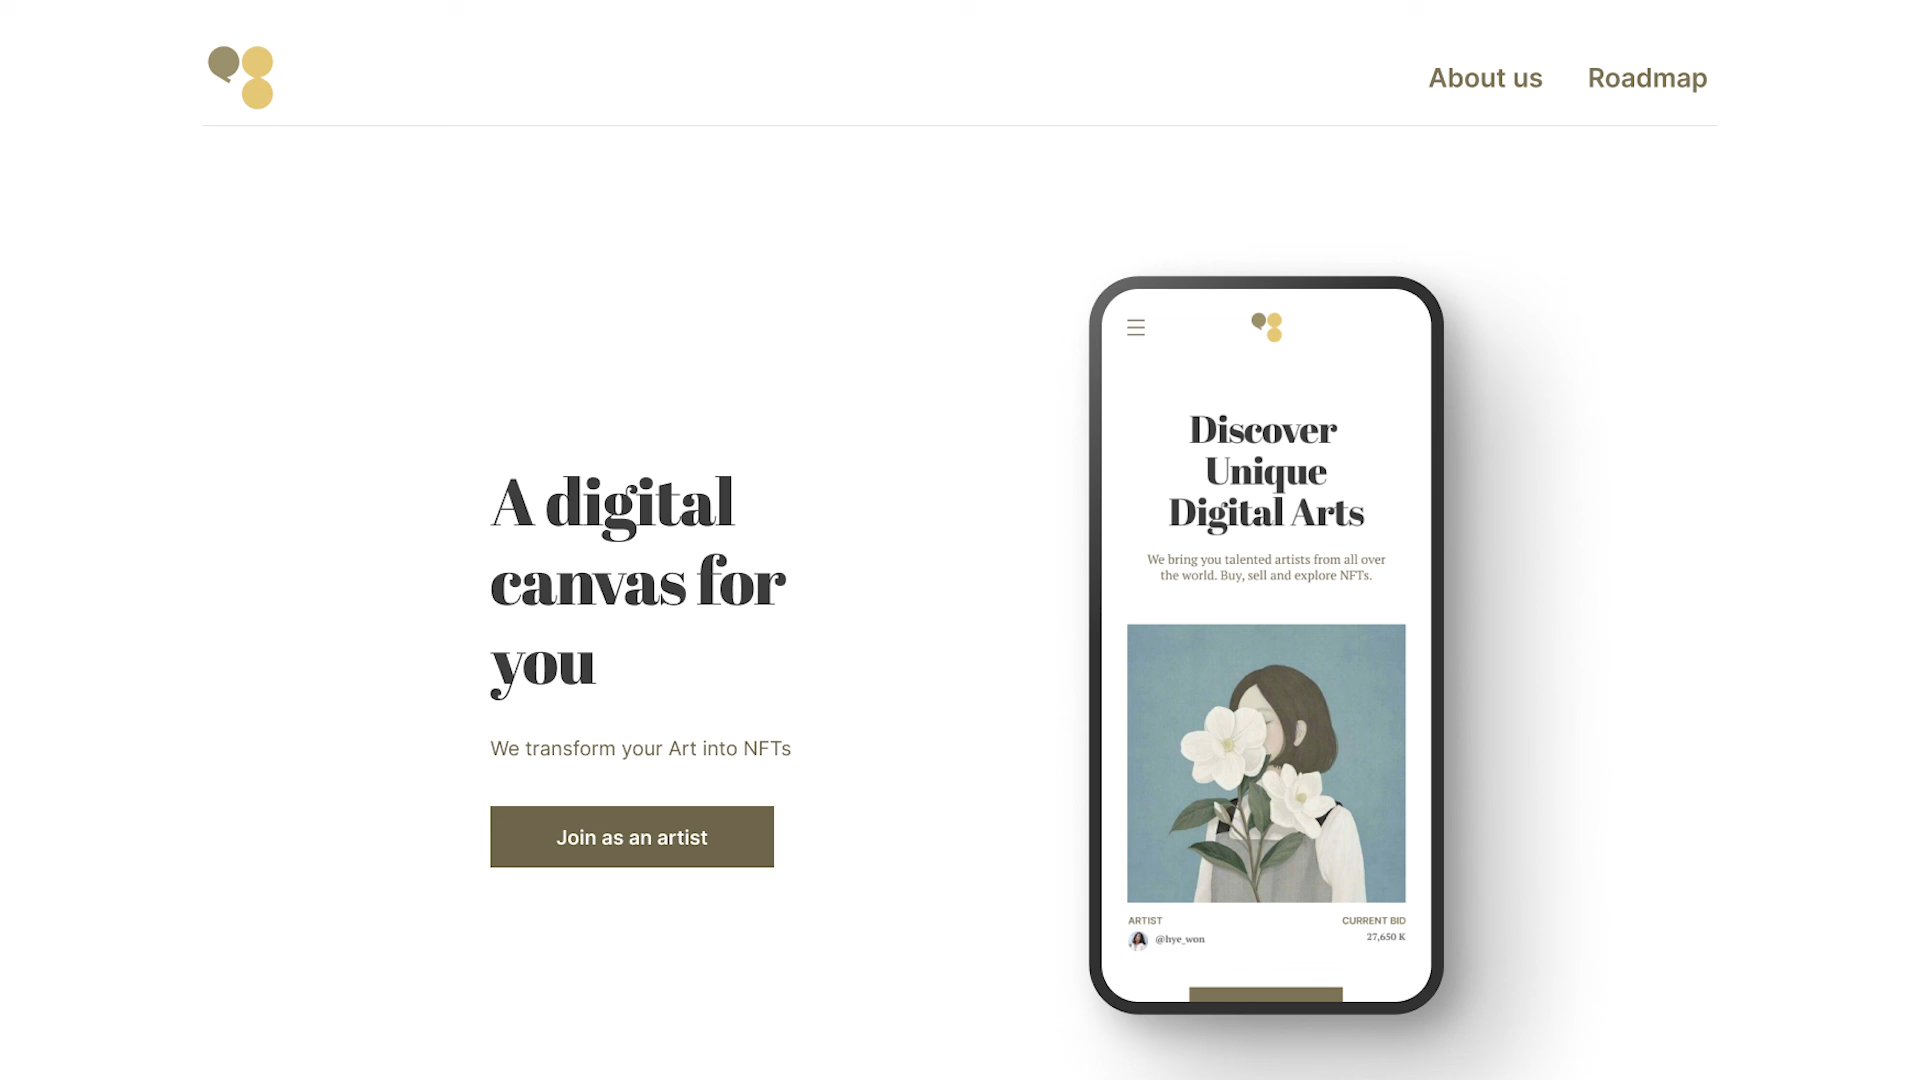 About us
Roadmap
A digital
canvas for
you
We transform your Art into NFTs
Join as an artist
Discover
Unique
Digital Arts
We bring you talented artists from all over
the world. Buy, sell and explore NFTs.
ARTIST
@hye_won
CURRENT BID
27,650 K